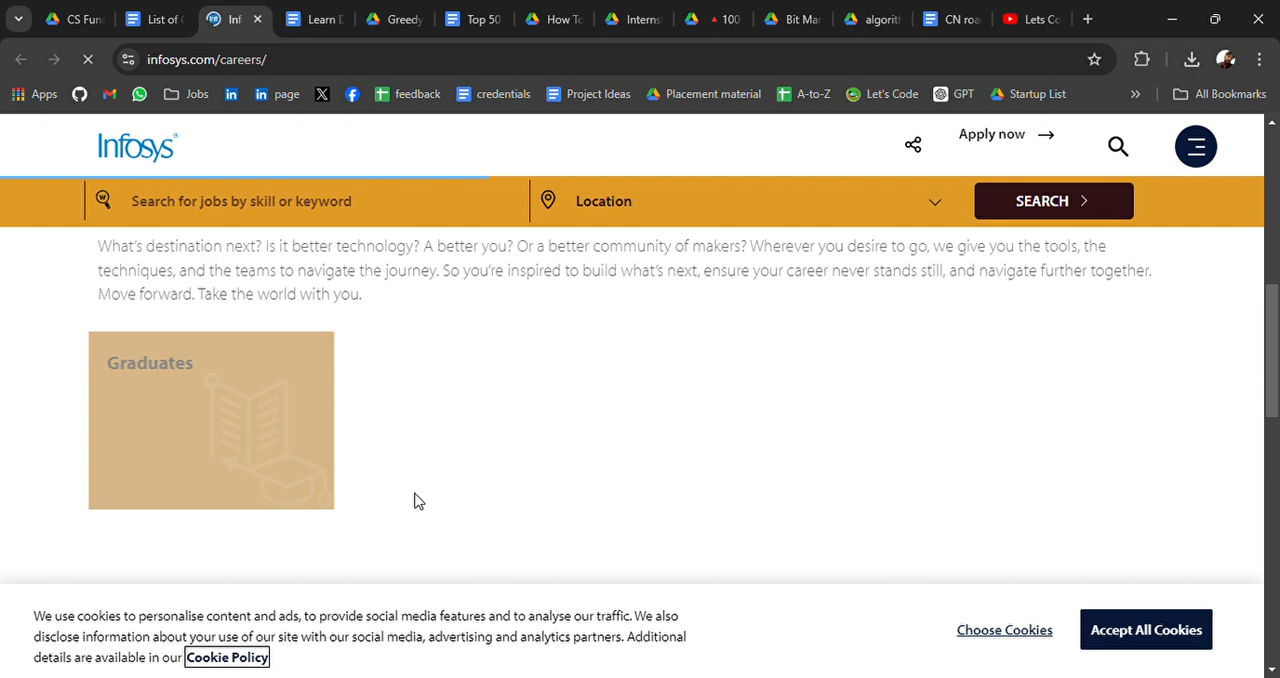 CS Fun
List of C
Inf
Learn D
Greedy
Top 50
How To
Interns
100
Bit Man
algorith
CN roa
Lets Co
infosys.com/careers/
Apps
Jobs
page
feedback
credentials
Project Ideas
Placement material
A-to-Z
Let's Code
GPT
Startup List
All Bookmarks
Infosys®
Apply now
Search for jobs by skill or keyword
Location
SEARCH
What's destination next? Is it better technology? A better you? Or a better community of makers? Wherever you desire to go, we give you the tools, the
techniques, and the teams to navigate the journey. So you're inspired to build what's next, ensure your career never stands still, and navigate further together.
Move forward. Take the world with you.
Graduates
We use cookies to personalise content and ads, to provide social media features and to analyse our traffic. We also
disclose information about your use of our site with our social media, advertising and analytics partners. Additional
details are available in our Cookie Policy
Choose Cookies
Accept All Cookies